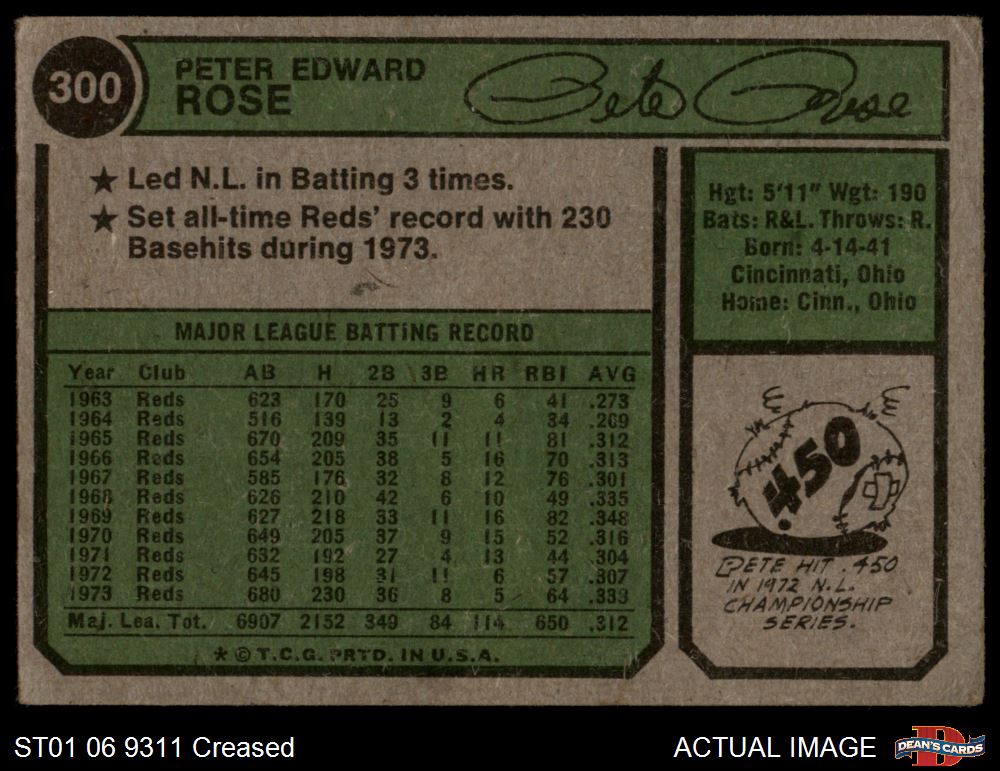 300
PETER EDWARD
ROSE
Pete Rose
★ Led N.L. in Batting 3 times.
★ Set all-time Reds' record with 230
Basehits during 1973.
Hgt: 5'11" Wgt: 190
Bats: R&L. Throws: R.
Born: 4-14-41
Cincinnati, Ohio
Home: Cinn., Ohio
MAJOR LEAGUE BATTING RECORD
Year Club AB H 2B 3B HR RBI AVG
1963 Reds 623 170 25 9 6 41 .273
1964 Reds 516 139 13 2 4 34 .269
1965 Reds 670 209 35 11 11 81 .312
1966 Reds 654 205 38 5 16 70 .313
1967 Reds 585 176 32 8 12 76 .301
1968 Reds 626 210 42 6 10 49 .335
1969 Reds 627 218 33 11 16 82 .348
1970 Reds 649 205 37 9 15 52 .316
1971 Reds 632 192 27 4 13 44 .304
1972 Reds 645 198 31 11 6 57 .307
1973 Reds 680 230 36 8 5 64 .338
Maj. Lea. Tot. 6907 2152 349 84 114 650 .312
* © T.C.G. PRTD. IN U.S.A.
.450
PETE HIT .450
IN 1972 N.L.
CHAMPIONSHIP
SERIES.
ST01 06 9311 Creased
ACTUAL IMAGE
D
DEAN'S CARDS